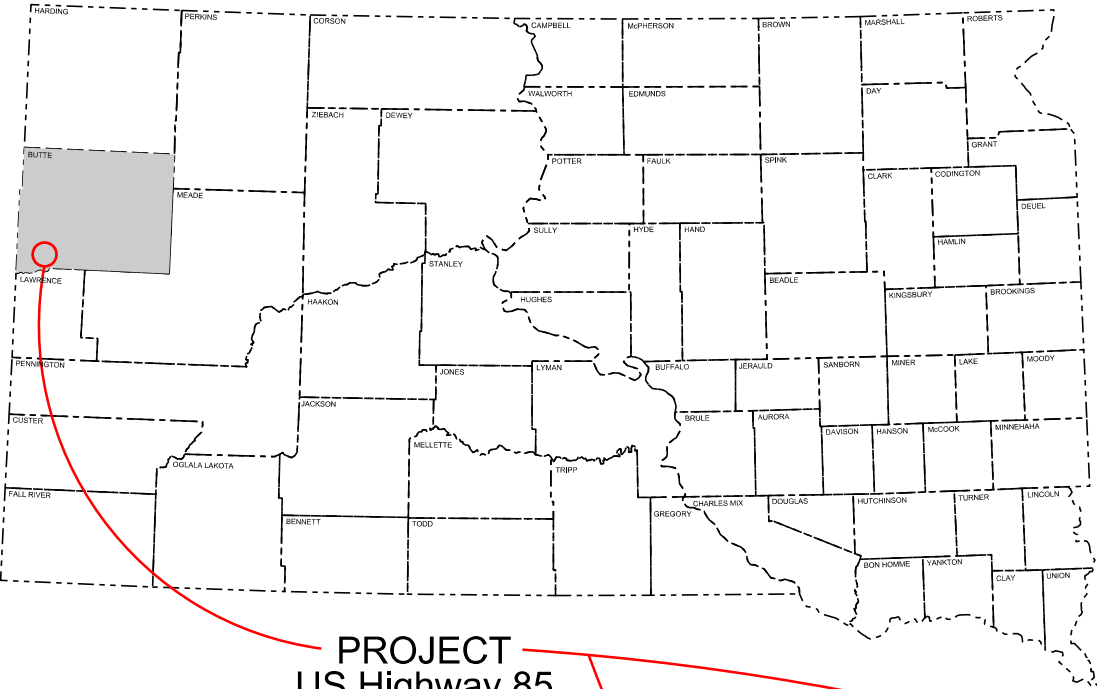 HARDING
PERKINS
CORSON
CAMPBELL
McPHERSON
BROWN
MARSHALL
ROBERTS
WALWORTH
EDMUNDS
DAY
ZIEBACH
DEWEY
GRANT
BUTTE
POTTER
FAULK
SPINK
CLARK
CODINGTON
MEADE
DEUEL
SULLY
HYDE
HAND
HAMLIN
STANLEY
LAWRENCE
BEADLE
HAAKON
HUGHES
KINGSBURY
BROOKINGS
PENNINGTON
JONES
LYMAN
BUFFALO
JERAULD
SANBORN
MINER
LAKE
MOODY
JACKSON
CUSTER
BRULE
AURORA
DAVISON
HANSON
McCOOK
MINNEHAHA
MELLETTE
OGLALA LAKOTA
TRIPP
FALL RIVER
CHARLES MIX
DOUGLAS
HUTCHINSON
TURNER
LINCOLN
GREGORY
BENNETT
TODD
BON HOMME
YANKTON
CLAY
UNION
PROJECT
US Highway 85